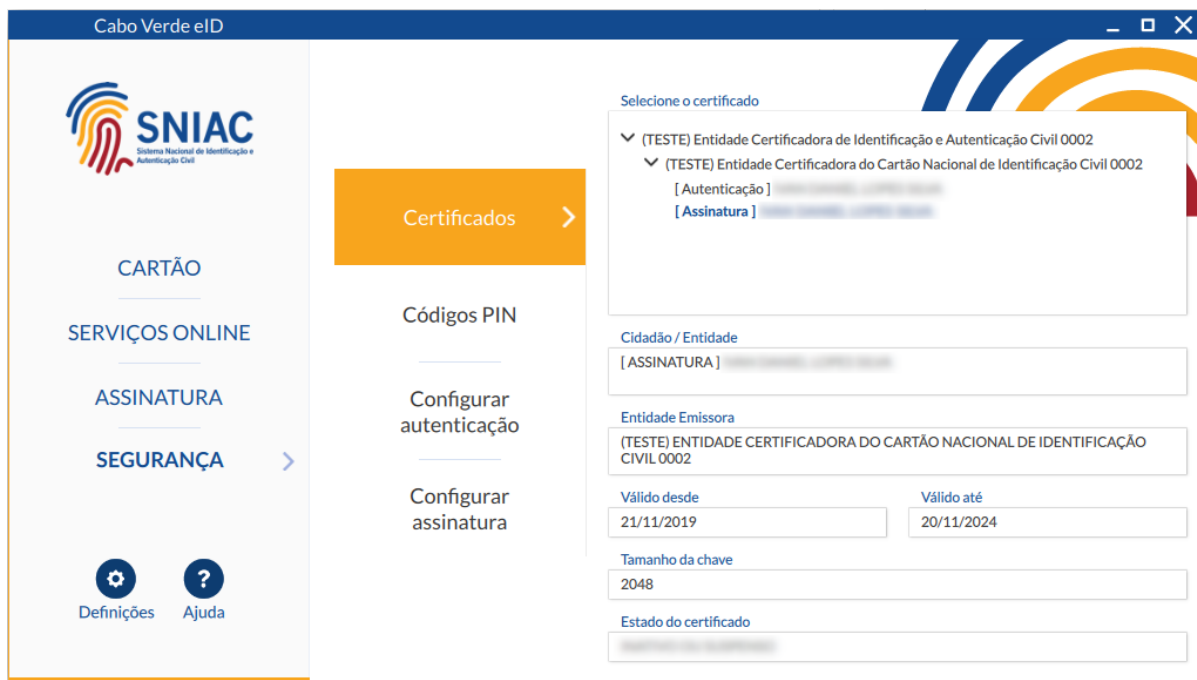 Cabo Verde eID
SNIAC
Sistema Nacional de Identificação e
Autenticação Civil
CARTÃO
SERVIÇOS ONLINE
ASSINATURA
SEGURANÇA
Definições
Ajuda
Certificados
Códigos PIN
Configurar
autenticação
Configurar
assinatura
Selecione o certificado
(TESTE) Entidade Certificadora de Identificação e Autenticação Civil 0002
(TESTE) Entidade Certificadora do Cartão Nacional de Identificação Civil 0002
[ Autenticação ]
[ Assinatura ]
Cidadão / Entidade
[ ASSINATURA ]
Entidade Emissora
(TESTE) ENTIDADE CERTIFICADORA DO CARTÃO NACIONAL DE IDENTIFICAÇÃO
CIVIL 0002
Válido desde
Válido até
21/11/2019
20/11/2024
Tamanho da chave
2048
Estado do certificado